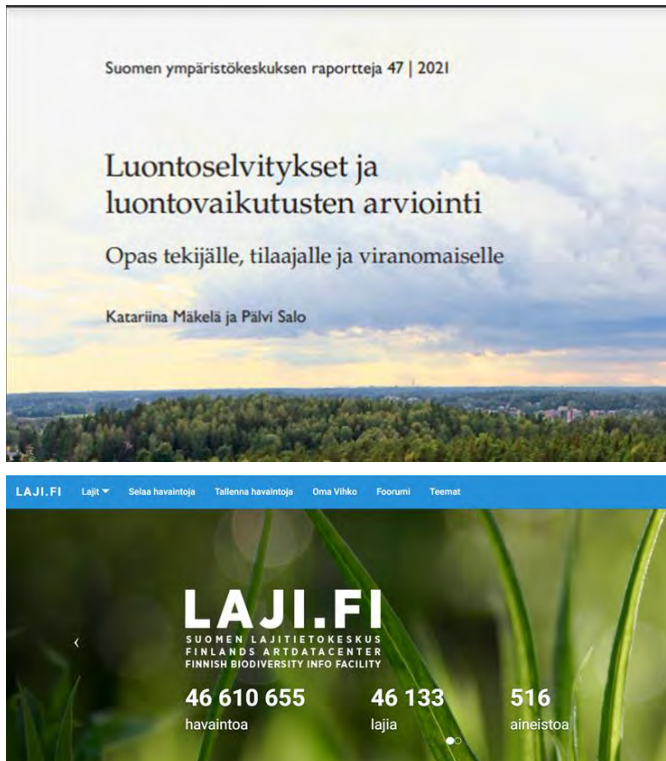 Suomen ympäristökeskuksen raportteja 47 | 2021
Luontoselvitykset ja
luontovaikutusten arviointi
Opas tekijälle, tilaajalle ja viranomaiselle
Katariina Mäkelä ja Pälvi Salo
LAJI.FI Lajit Selaa havaintoja Tallenna havaintoja Oma Vihko Foorumi Teemat
LAJI.FI
SUOMEN LAJITIETOKESKUS
FINLANDS ARTDATACENTER
FINNISH BIODIVERSITY INFO FACILITY
46 610 655 46 133 516
havaintoa lajia aineistoa